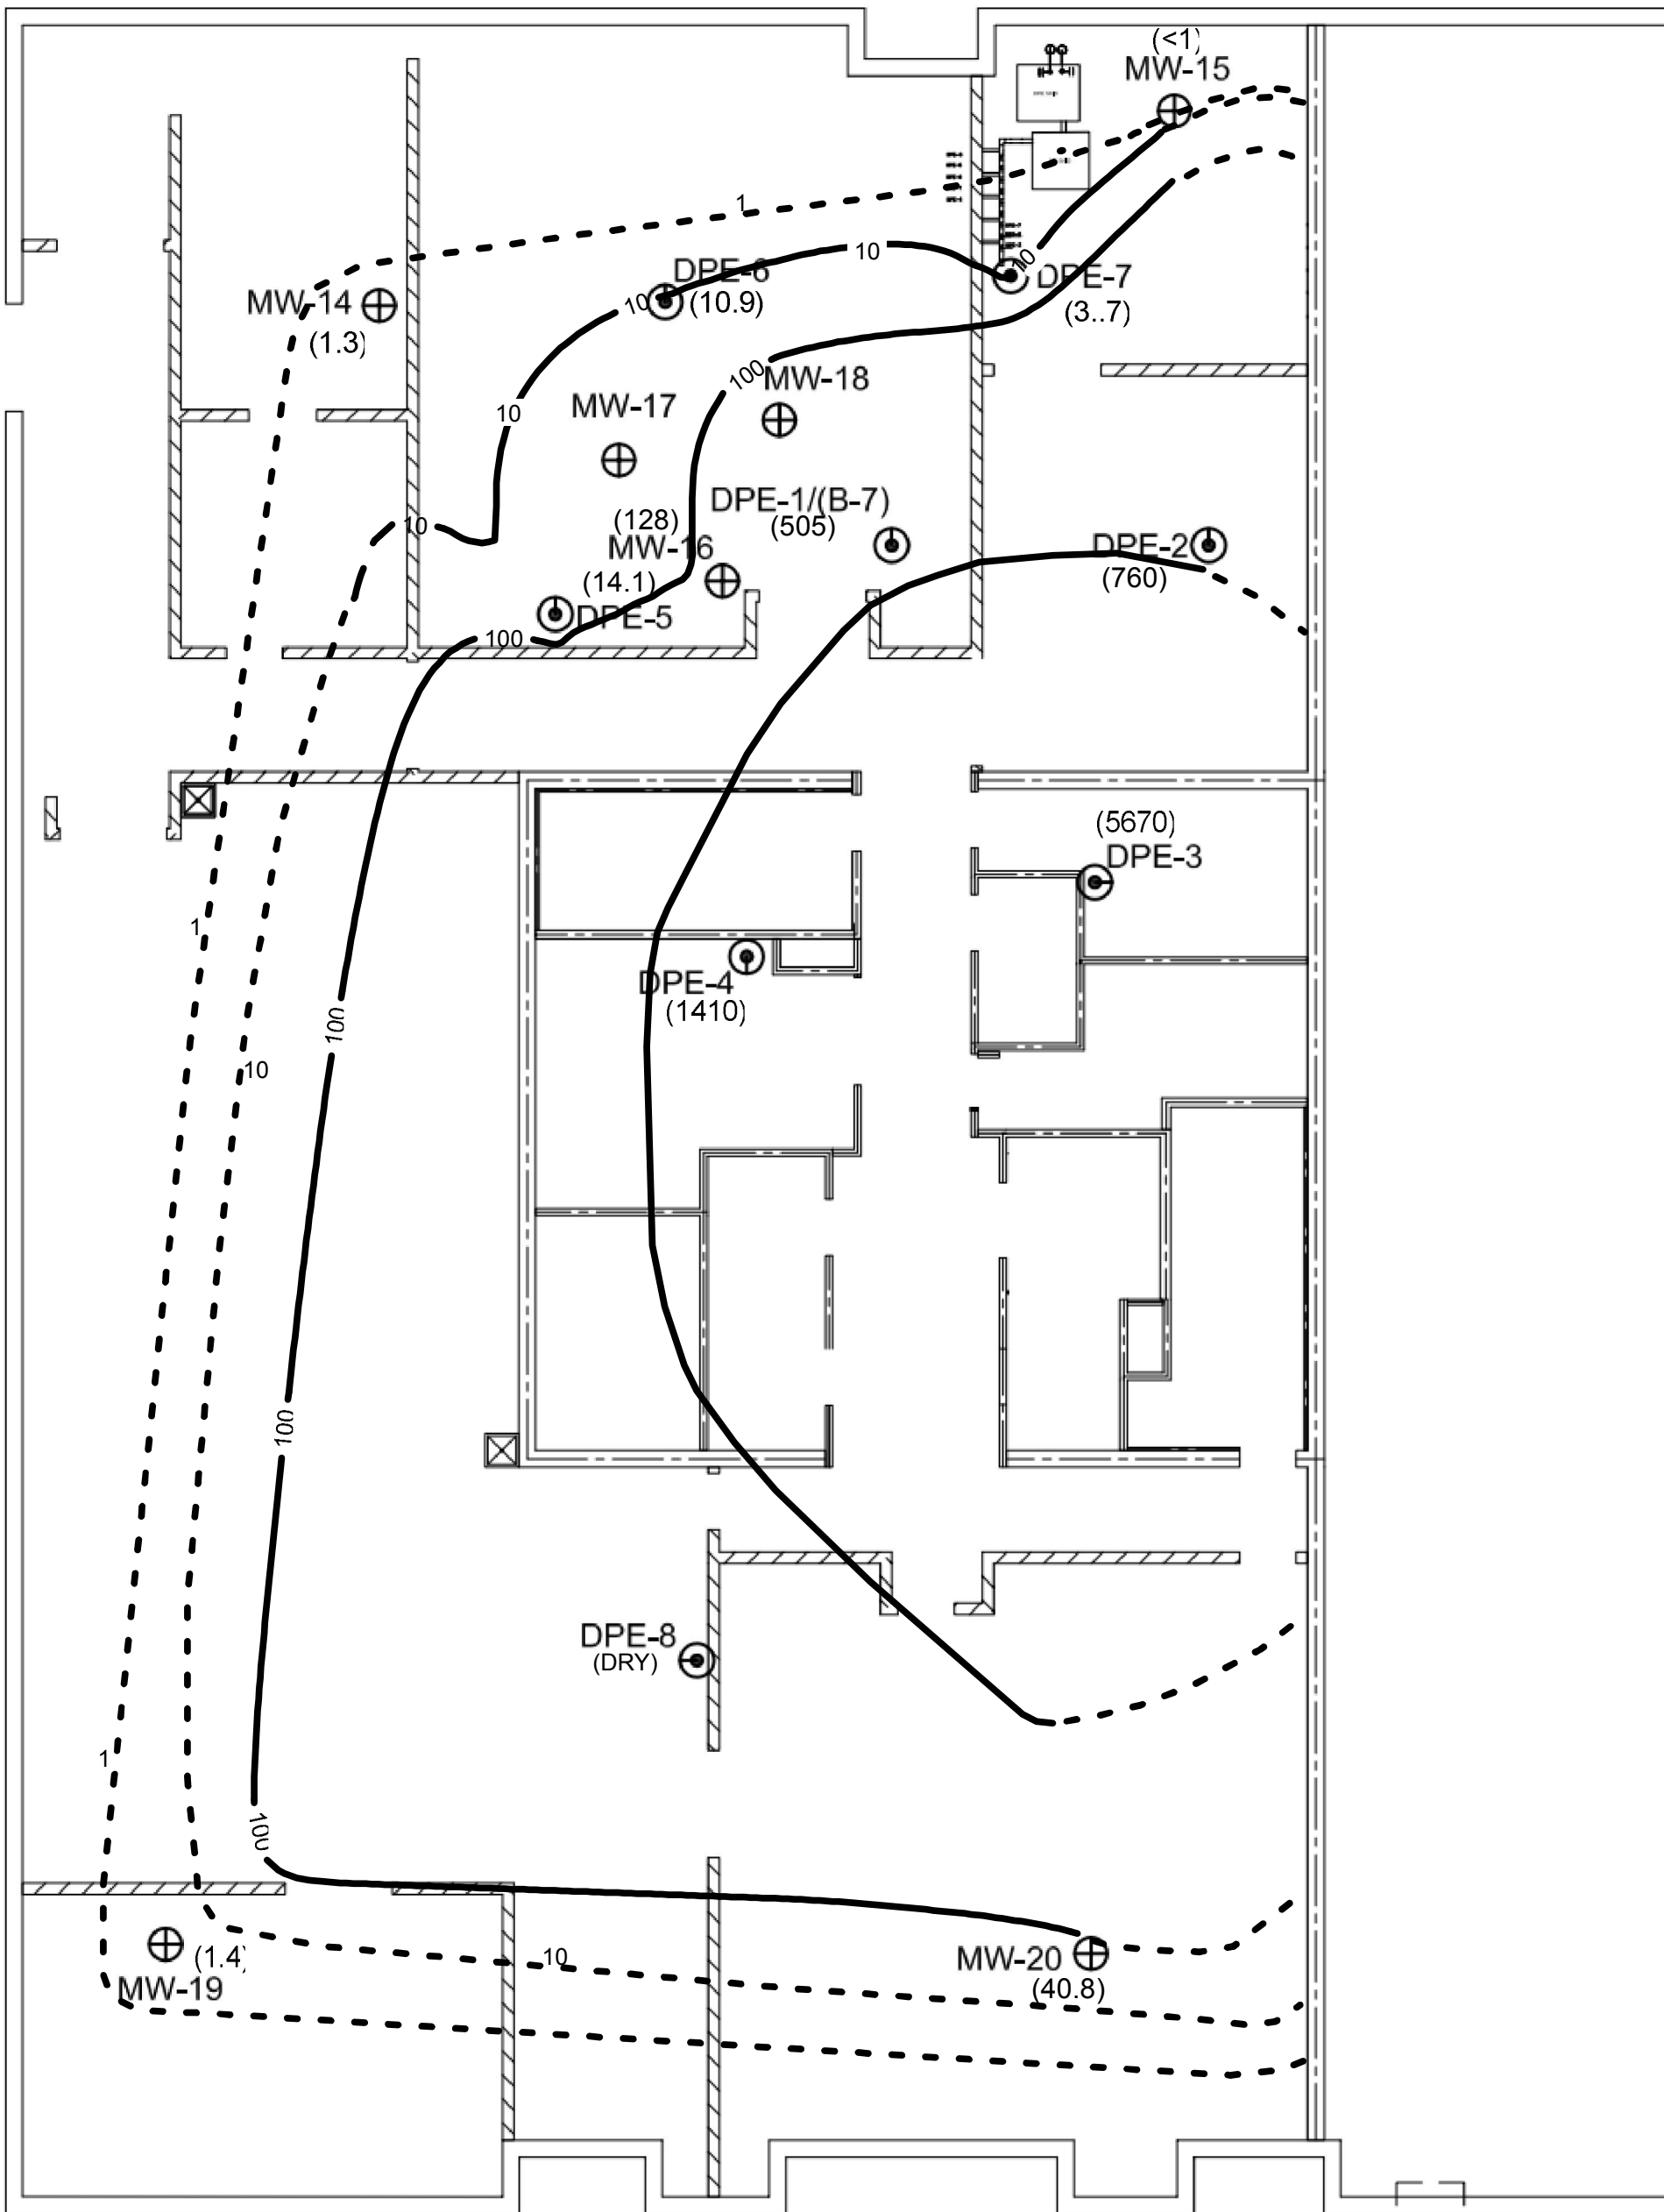 (<1)
MW-15
1
10
DPE-6
(10.9)
10
10
DPE-7
(3..7)
MW-14
(1.3)
100
MW-18
MW-17
10
DPE-1/(B-7)
(505)
(128)
MW-16
10
DPE-2
(760)
(14.1)
DPE-5
100
(5670)
DPE-3
1
DPE-4
(1410)
100
10
100
DPE-8
(DRY)
1
100
(1.4)
MW-19
10
MW-20
(40.8)